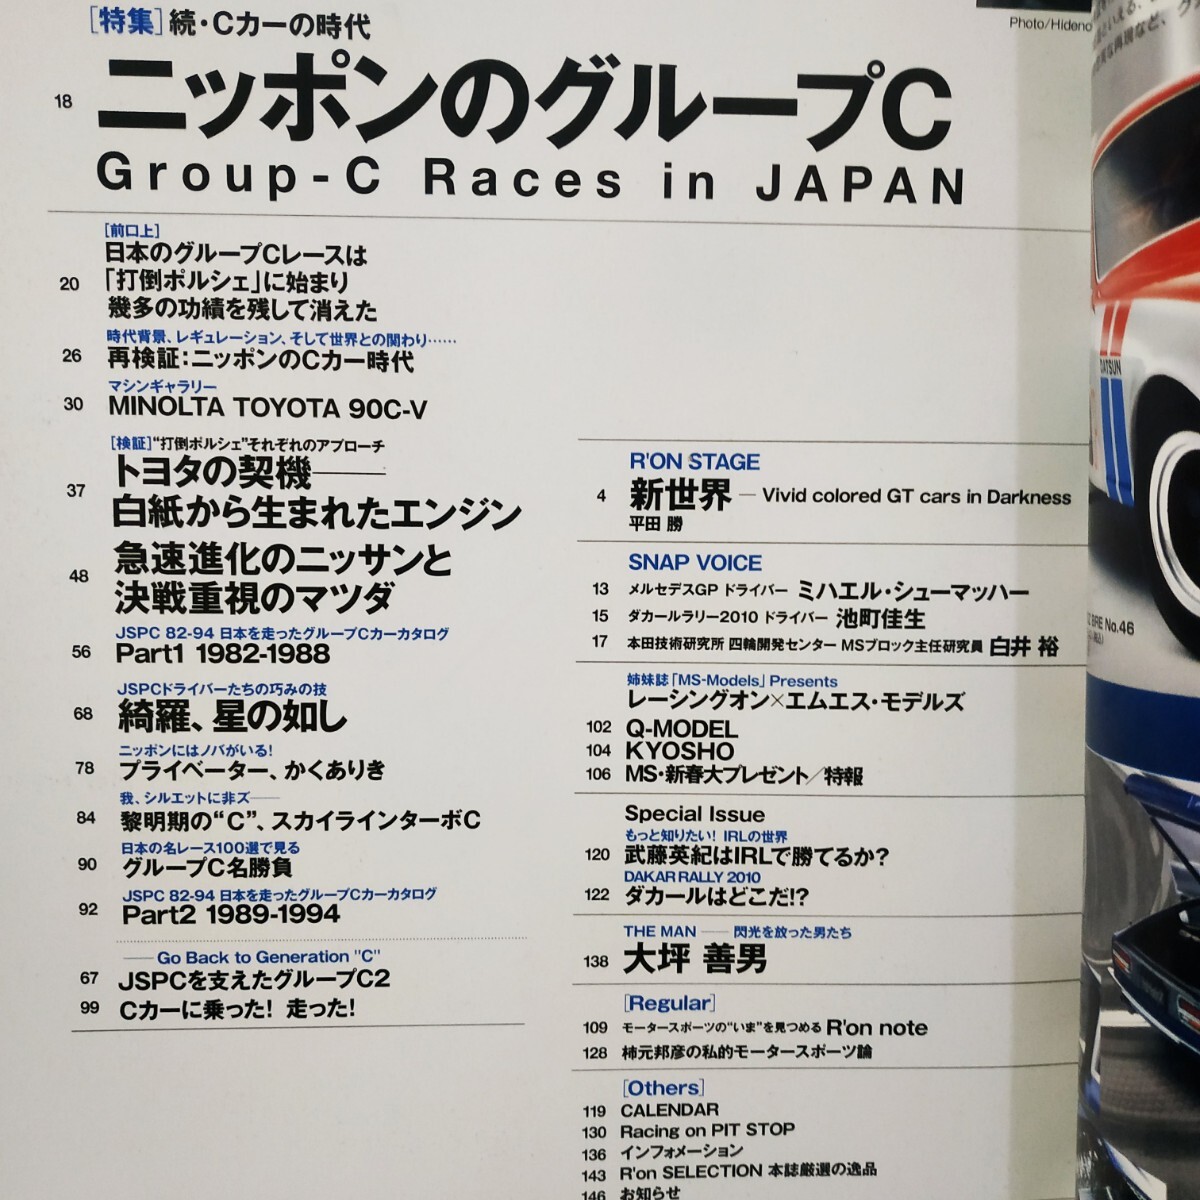 [特集]続・Cカーの時代
18 ニッポンのグループC
Group-C Races in JAPAN
Photo/Hideno
[前口上]
20 日本のグループCレースは
「打倒ポルシェ」に始まり
幾多の功績を残して消えた
時代背景、レギュレーション、そして世界との関わり……
26 再検証：ニッポンのCカー時代
マシンギャラリー
30 MINOLTA TOYOTA 90C-V
[検証]“打倒ポルシェ”それぞれのアプローチ
37 トヨタの契機――
白紙から生まれたエンジン
48 急速進化のニッサンと
決戦重視のマツダ
JSPC 82-94 日本を走ったグループCカーカタログ
56 Part1 1982-1988
JSPCドライバーたちの巧みの技
68 綺羅、星の如し
ニッポンにはノバがいる！
78 プライベーター、かくありき
我、シルエットに非ズ――
84 黎明期の“C”、スカイラインターボC
日本の名レース100選で見る
90 グループC名勝負
JSPC 82-94 日本を走ったグループCカーカタログ
92 Part2 1989-1994
――Go Back to Generation "C"
67 JSPCを支えたグループC2
99 Cカーに乗った！ 走った！
R'ON STAGE
4 新世界 ― Vivid colored GT cars in Darkness
平田 勝
SNAP VOICE
13 メルセデスGP ドライバー ミハエル・シューマッハー
15 ダカールラリー2010 ドライバー 池町佳生
17 本田技術研究所 四輪開発センター MSブロック主任研究員 白井 裕
姉妹誌「MS-Models」Presents
レーシングオン×エムエス・モデルズ
102 Q-MODEL
104 KYOSHO
106 MS・新春大プレゼント／特報
Special Issue
もっと知りたい！ IRLの世界
120 武藤英紀はIRLで勝てるか？
DAKAR RALLY 2010
122 ダカールはどこだ!?
THE MAN ―― 閃光を放った男たち
138 大坪 善男
[Regular]
109 モータースポーツの“いま”を見つめる R'on note
128 柿元邦彦の私的モータースポーツ論
[Others]
119 CALENDAR
130 Racing on PIT STOP
136 インフォメーション
143 R'on SELECTION 本誌厳選の逸品
146 お知らせ
DATSUN
BRE No.46